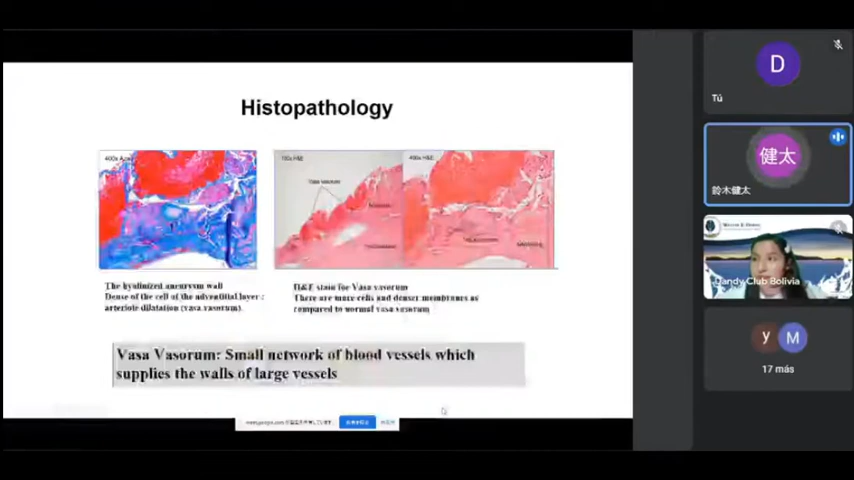 Histopathology
400x Azan
100x H&E
400x H&E
Vasa vasorum
The hyalinized aneurysm wall
Dense of the cell of the adventitial layer :
arteriole dilatation (vasa vasorum).
H&E stain for Vasa vasorum
There are more cells and denser membranes as
compared to normal vasa vasorum
Vasa Vasorum: Small network of blood vessels which
supplies the walls of large vessels
D
Tú
健太
鈴木健太
Dandy Club Bolivia
y
M
17 más